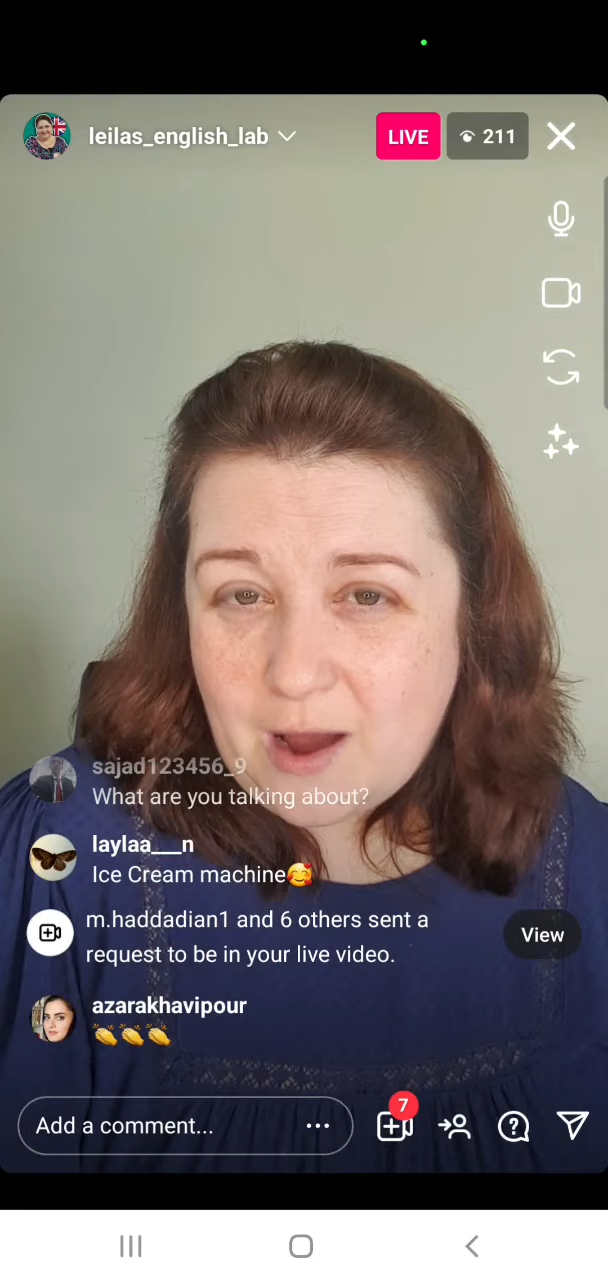 leilas_english_lab
LIVE
211
sajad123456_9
What are you talking about?
laylaa___n
Ice Cream machine🥰
m.haddadian1 and 6 others sent a
request to be in your live video.
View
azarakhavipour
👏👏👏
Add a comment...
7